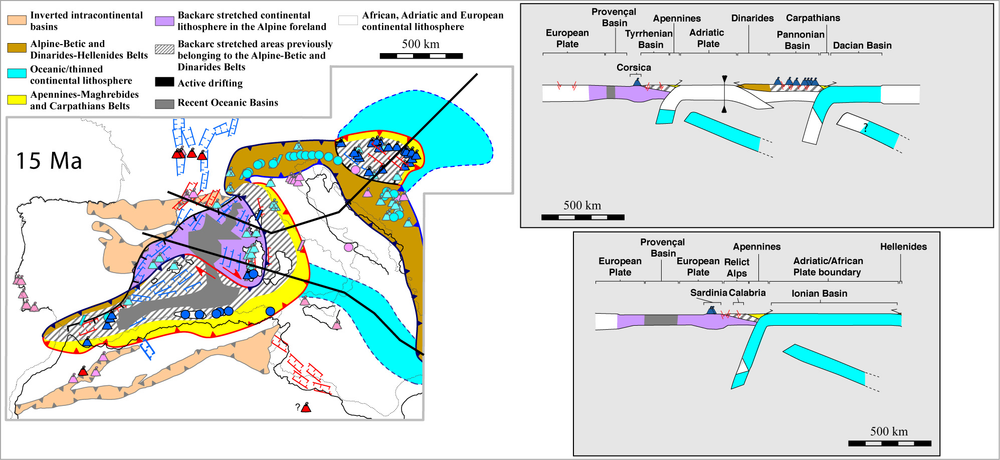 Inverted intracontinental
basins
Alpine-Betic and
Dinarides-Hellenides Belts
Oceanic/thinned
continental lithosphere
Apennines-Maghrebides
and Carpathians Belts
Backarc stretched continental
lithosphere in the Alpine foreland
Backarc stretched areas previously
belonging to the Alpine-Betic and
Dinarides Belts
Active drifting
Recent Oceanic Basins
African, Adriatic and European
continental lithosphere
500 km
15 Ma
?
Provençal
Basin
Apennines
Dinarides
Carpathians
European
Plate
Tyrrhenian
Basin
Adriatic
Plate
Pannonian
Basin
Dacian Basin
Corsica
?
500 km
Provençal
Basin
Apennines
Hellenides
European
Plate
European
Plate
Relict
Alps
Adriatic/African
Plate boundary
Sardinia
Calabria
Ionian Basin
500 km